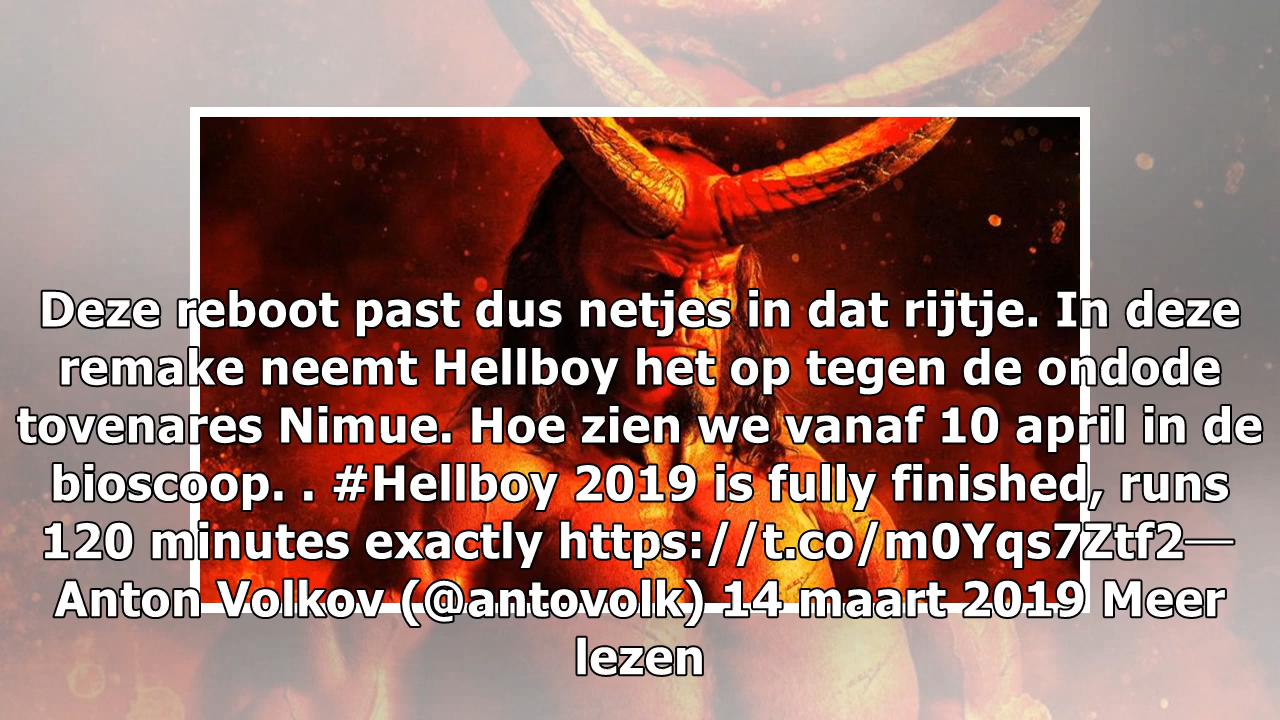 Deze reboot past dus netjes in dat rijtje. In deze
remake neemt Hellboy het op tegen de ondode
tovenares Nimue. Hoe zien we vanaf 10 april in de
bioscoop. . #Hellboy 2019 is fully finished, runs
120 minutes exactly https://t.co/m0Yqs7Ztf2—
Anton Volkov (@antovolk) 14 maart 2019 Meer
lezen